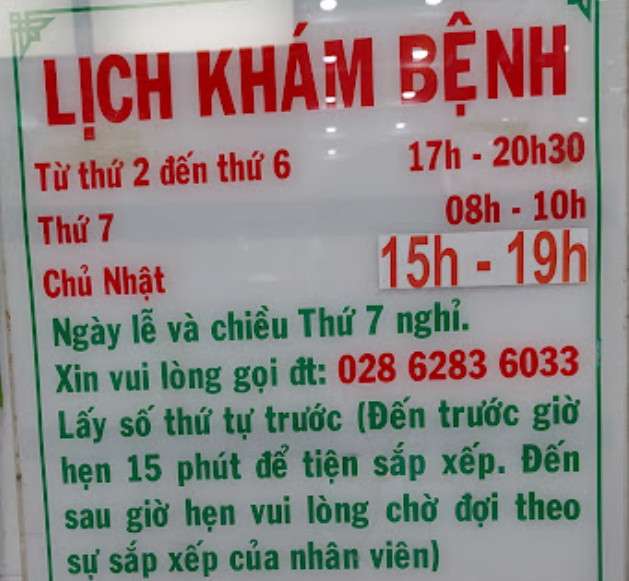 LỊCH KHÁM BỆNH
Từ thứ 2 đến thứ 6 17h - 20h30
Thứ 7 08h - 10h
Chủ Nhật 15h - 19h
Ngày lễ và chiều Thứ 7 nghỉ.
Xin vui lòng gọi đt: 028 6283 6033
Lấy số thứ tự trước (Đến trước giờ
hẹn 15 phút để tiện sắp xếp. Đến
sau giờ hẹn vui lòng chờ đợi theo
sự sắp xếp của nhân viên)